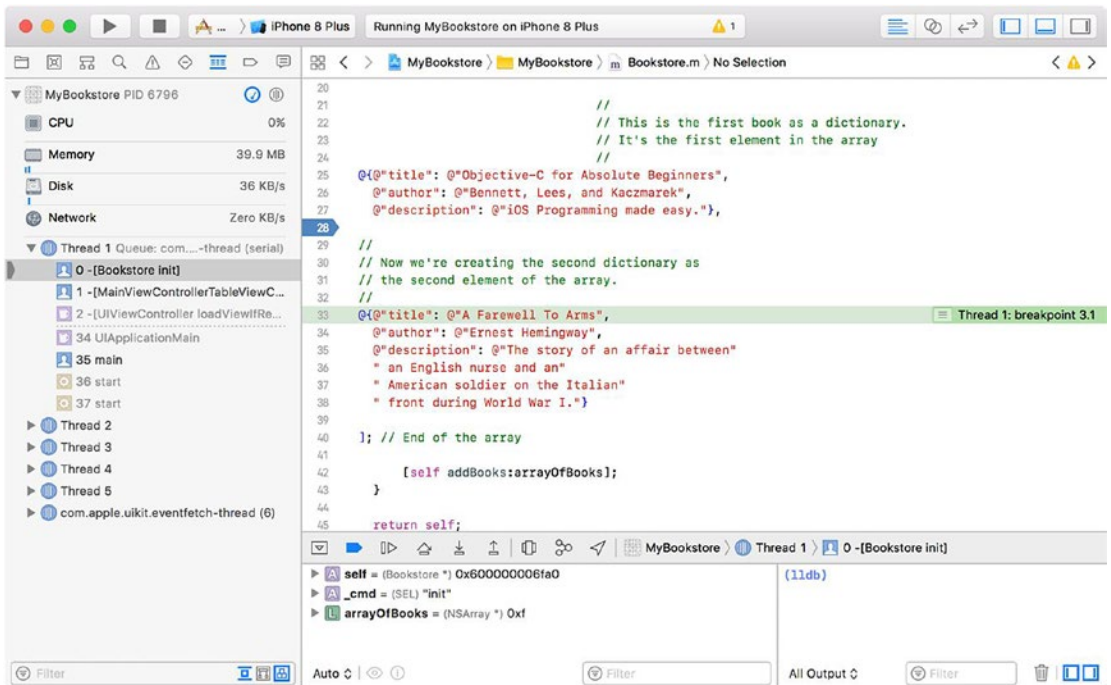 ... iPhone 8 Plus Running MyBookstore on iPhone 8 Plus 1
MyBookstore MyBookstore m Bookstore.m No Selection
MyBookstore PID 6796
CPU 0%
Memory 39.9 MB
Disk 36 KB/s
Network Zero KB/s
Thread 1 Queue: com....-thread (serial)
0 -[Bookstore init]
1 -[MainViewControllerTableViewC...
2 -[UIViewController loadViewIfRe...
34 UIApplicationMain
35 main
36 start
37 start
Thread 2
Thread 3
Thread 4
Thread 5
com.apple.uikit.eventfetch-thread (6)
Filter
20
21 //
22 // This is the first book as a dictionary.
23 // It's the first element in the array
24 //
25 @{@"title": @"Objective-C for Absolute Beginners",
26 @"author": @"Bennett, Lees, and Kaczmarek",
27 @"description": @"iOS Programming made easy."},
28
29 //
30 // Now we're creating the second dictionary as
31 // the second element of the array.
32 //
33 @{@"title": @"A Farewell To Arms", Thread 1: breakpoint 3.1
34 @"author": @"Ernest Hemingway",
35 @"description": @"The story of an affair between"
36 " an English nurse and an"
37 " American soldier on the Italian"
38 " front during World War I."}
39
40 ]; // End of the array
41
42 [self addBooks:arrayOfBooks];
43 }
44
45 return self;
MyBookstore Thread 1 0 -[Bookstore init]
A self = (Bookstore *) 0x600000006fa0
A _cmd = (SEL) "init"
L arrayOfBooks = (NSArray *) 0xf
Auto Filter
(lldb)
All Output Filter